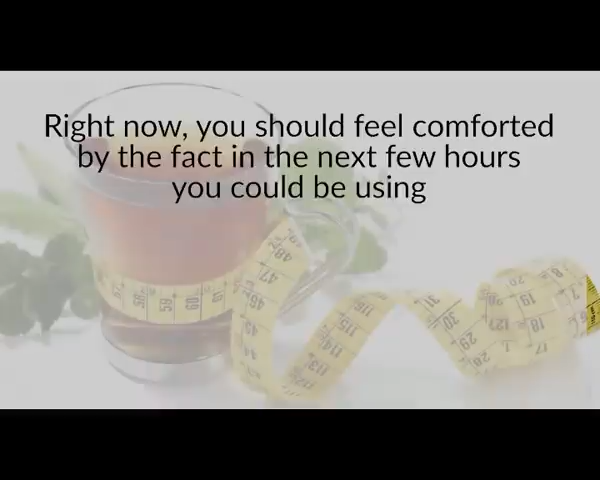 Right now, you should feel comforted
by the fact in the next few hours
you could be using